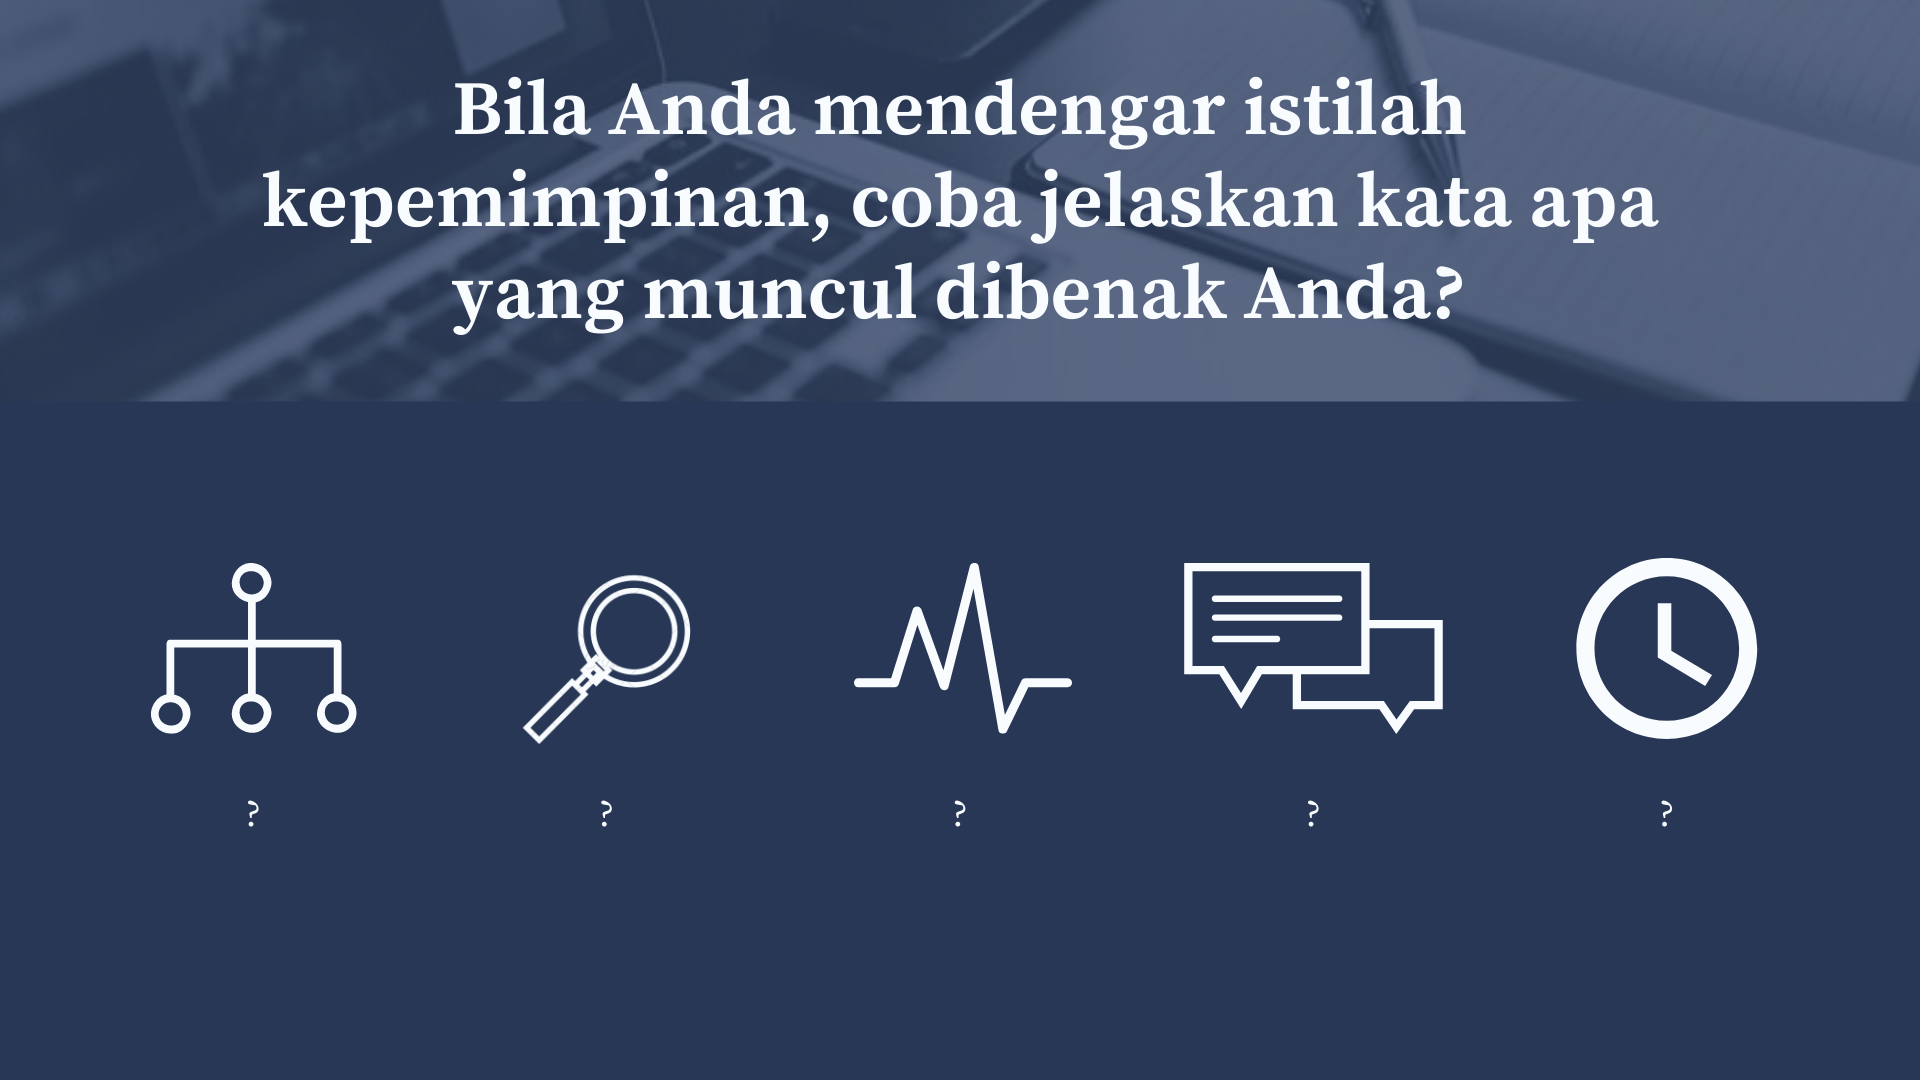 Bila Anda mendengar istilah
kepemimpinan, coba jelaskan kata apa
yang muncul dibenak Anda?
? ? ? ? ?